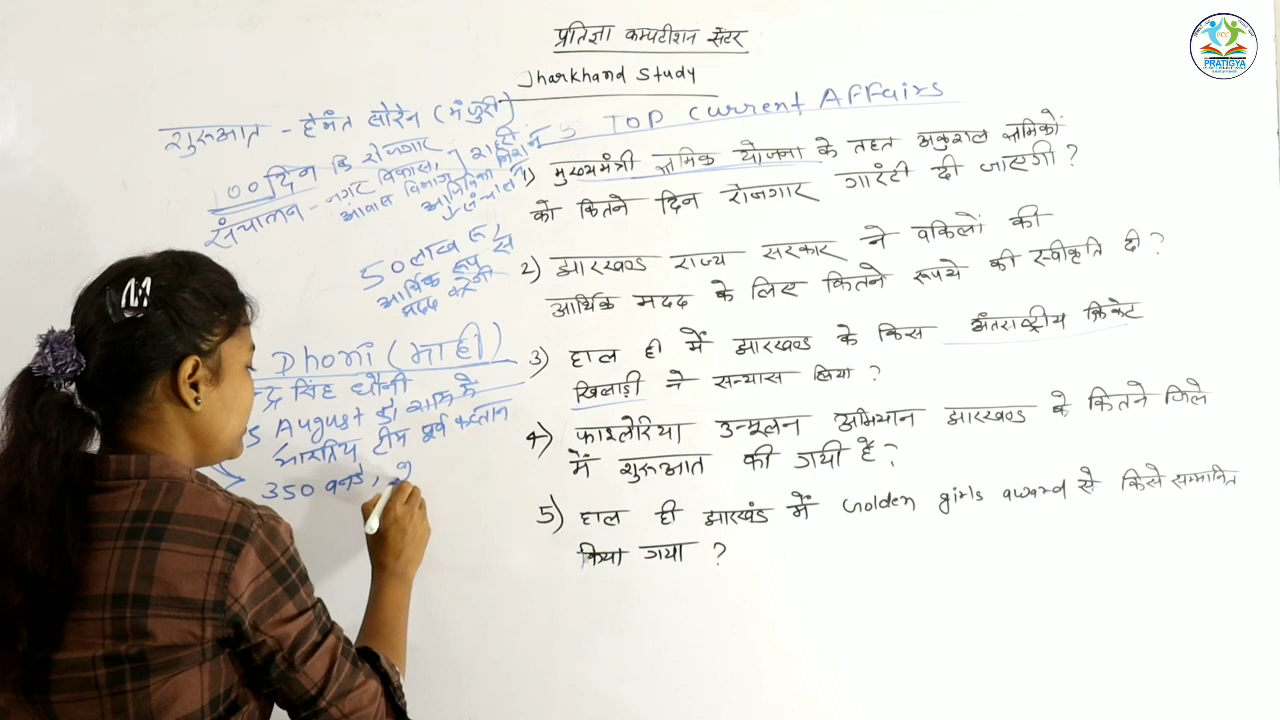 प्रतिज्ञा कम्पटीशन सेंटर
Jharkhand Study
5 TOP Current Affairs
शुरूआत - हेमंत सोरेन (मंजुरी)
00 दिन कि रोजगार
संचालन - नगर विकास,
आवास विभाग
50 लाख रू,
आर्थिक रूप से
मदद करेगी
Dhoni (माही)
सिंह धौनी
August को शाम में
भारतिय टीम पूर्व कप्तान
350 वनडे,
1) मुख्यमंत्री श्रमिक योजना के तहत अकुशल श्रमिकों
को कितने दिन रोजगार गारंटी दी जाएगी ?
2) झारखण्ड राज्य सरकार ने वकिलों की
आर्थिक मदद के लिए कितने रूपये की स्वीकृति दी ?
3) हाल ही में झारखण्ड के किस अंतराष्ट्रीय क्रिकेट
खिलाड़ी ने सन्यास लिया ?
4) फाइलेरिया उन्मूलन अभियान झारखण्ड के कितने जिले
में शुरूआत की गयी है ?
5) हाल ही झारखंड में Golden girls award से किसे सम्मानित
किया गया ?
PCC
PRATIGYA